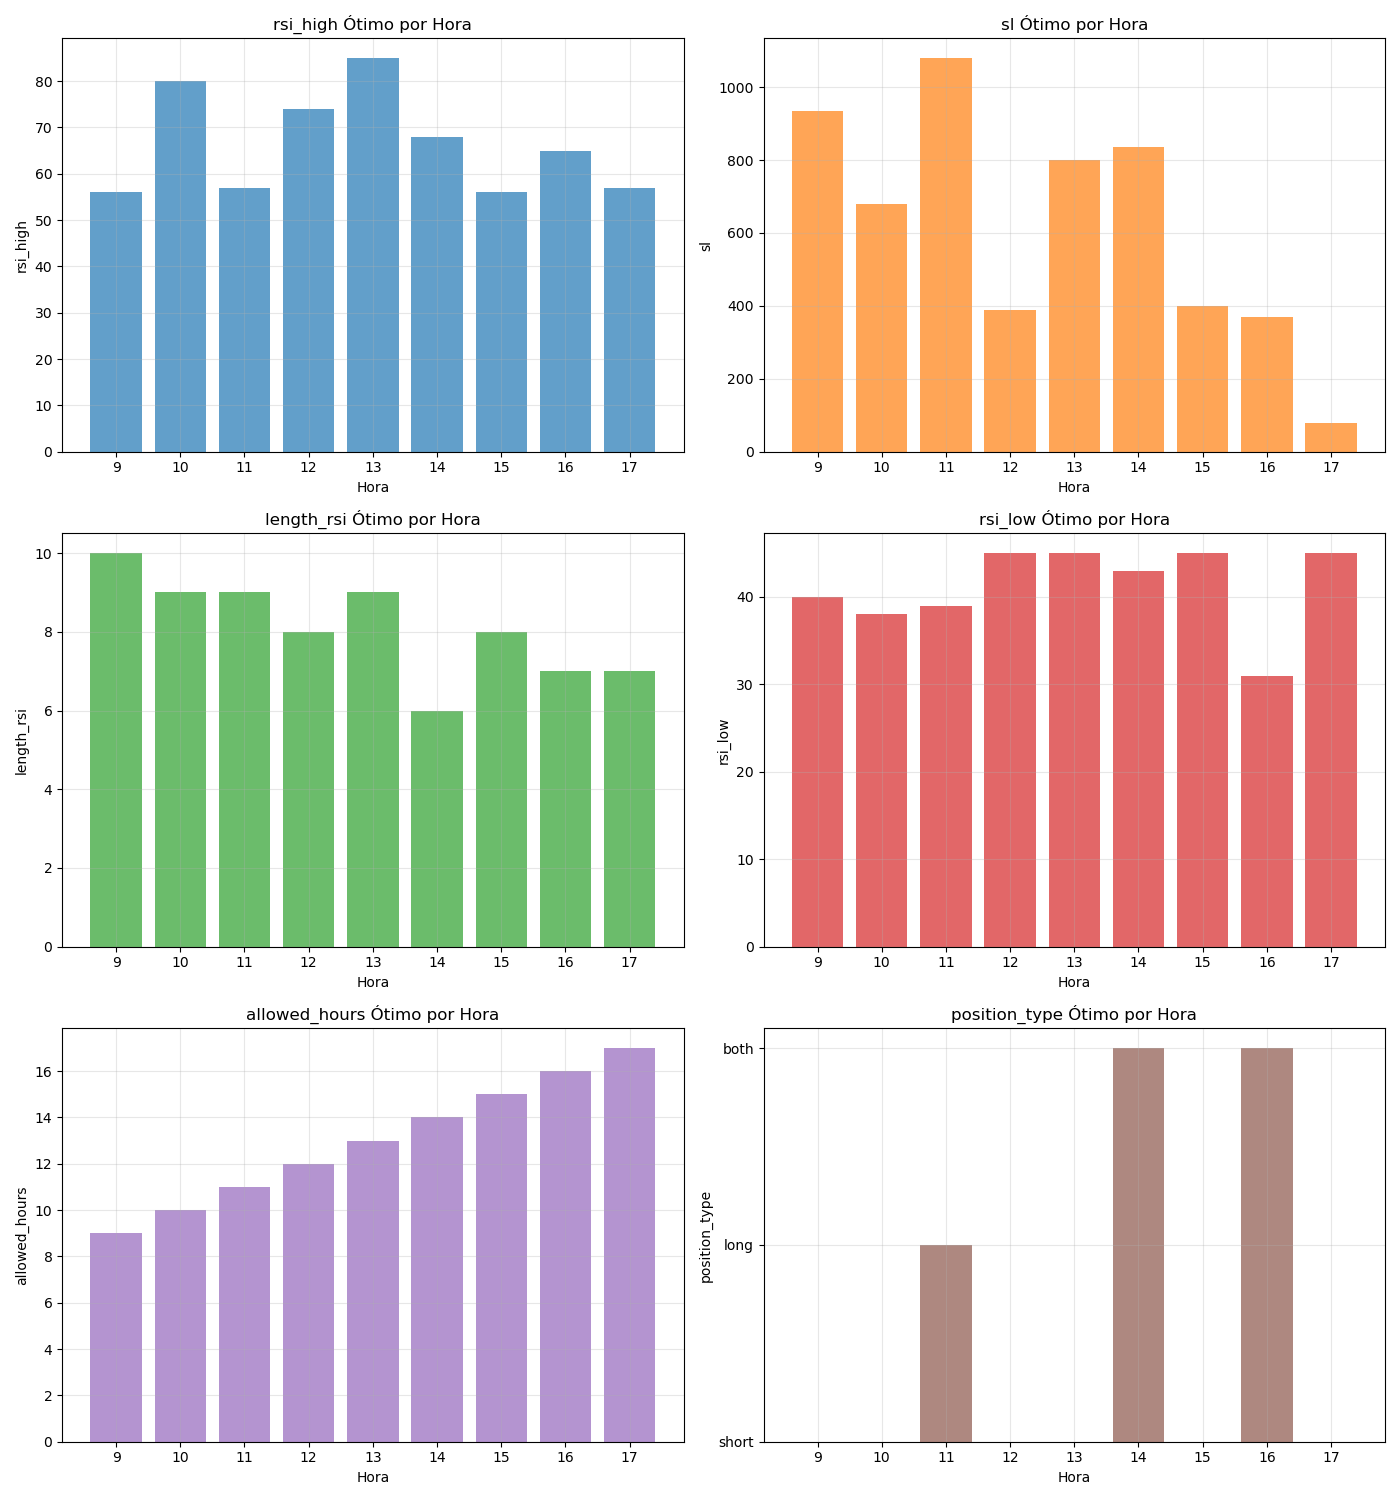 rsi_high Ótimo por Hora
rsi_high
80
70
60
50
40
30
20
10
0
9 10 11 12 13 14 15 16 17
Hora
sl Ótimo por Hora
sl
1000
800
600
400
200
0
9 10 11 12 13 14 15 16 17
Hora
length_rsi Ótimo por Hora
length_rsi
10
8
6
4
2
0
9 10 11 12 13 14 15 16 17
Hora
rsi_low Ótimo por Hora
rsi_low
40
30
20
10
0
9 10 11 12 13 14 15 16 17
Hora
allowed_hours Ótimo por Hora
allowed_hours
16
14
12
10
8
6
4
2
0
9 10 11 12 13 14 15 16 17
Hora
position_type Ótimo por Hora
position_type
both
long
short
9 10 11 12 13 14 15 16 17
Hora